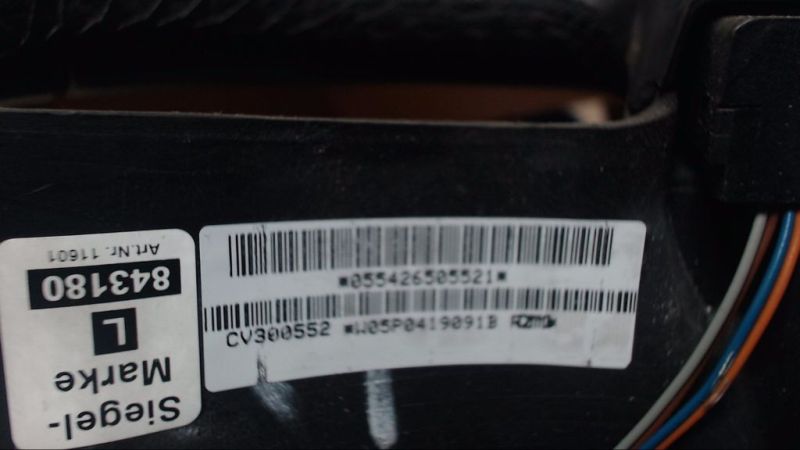 Siegel-
Marke
L
843180
Art.Nr. 11601
*055426505521*
CV300552 *W05P0419091B